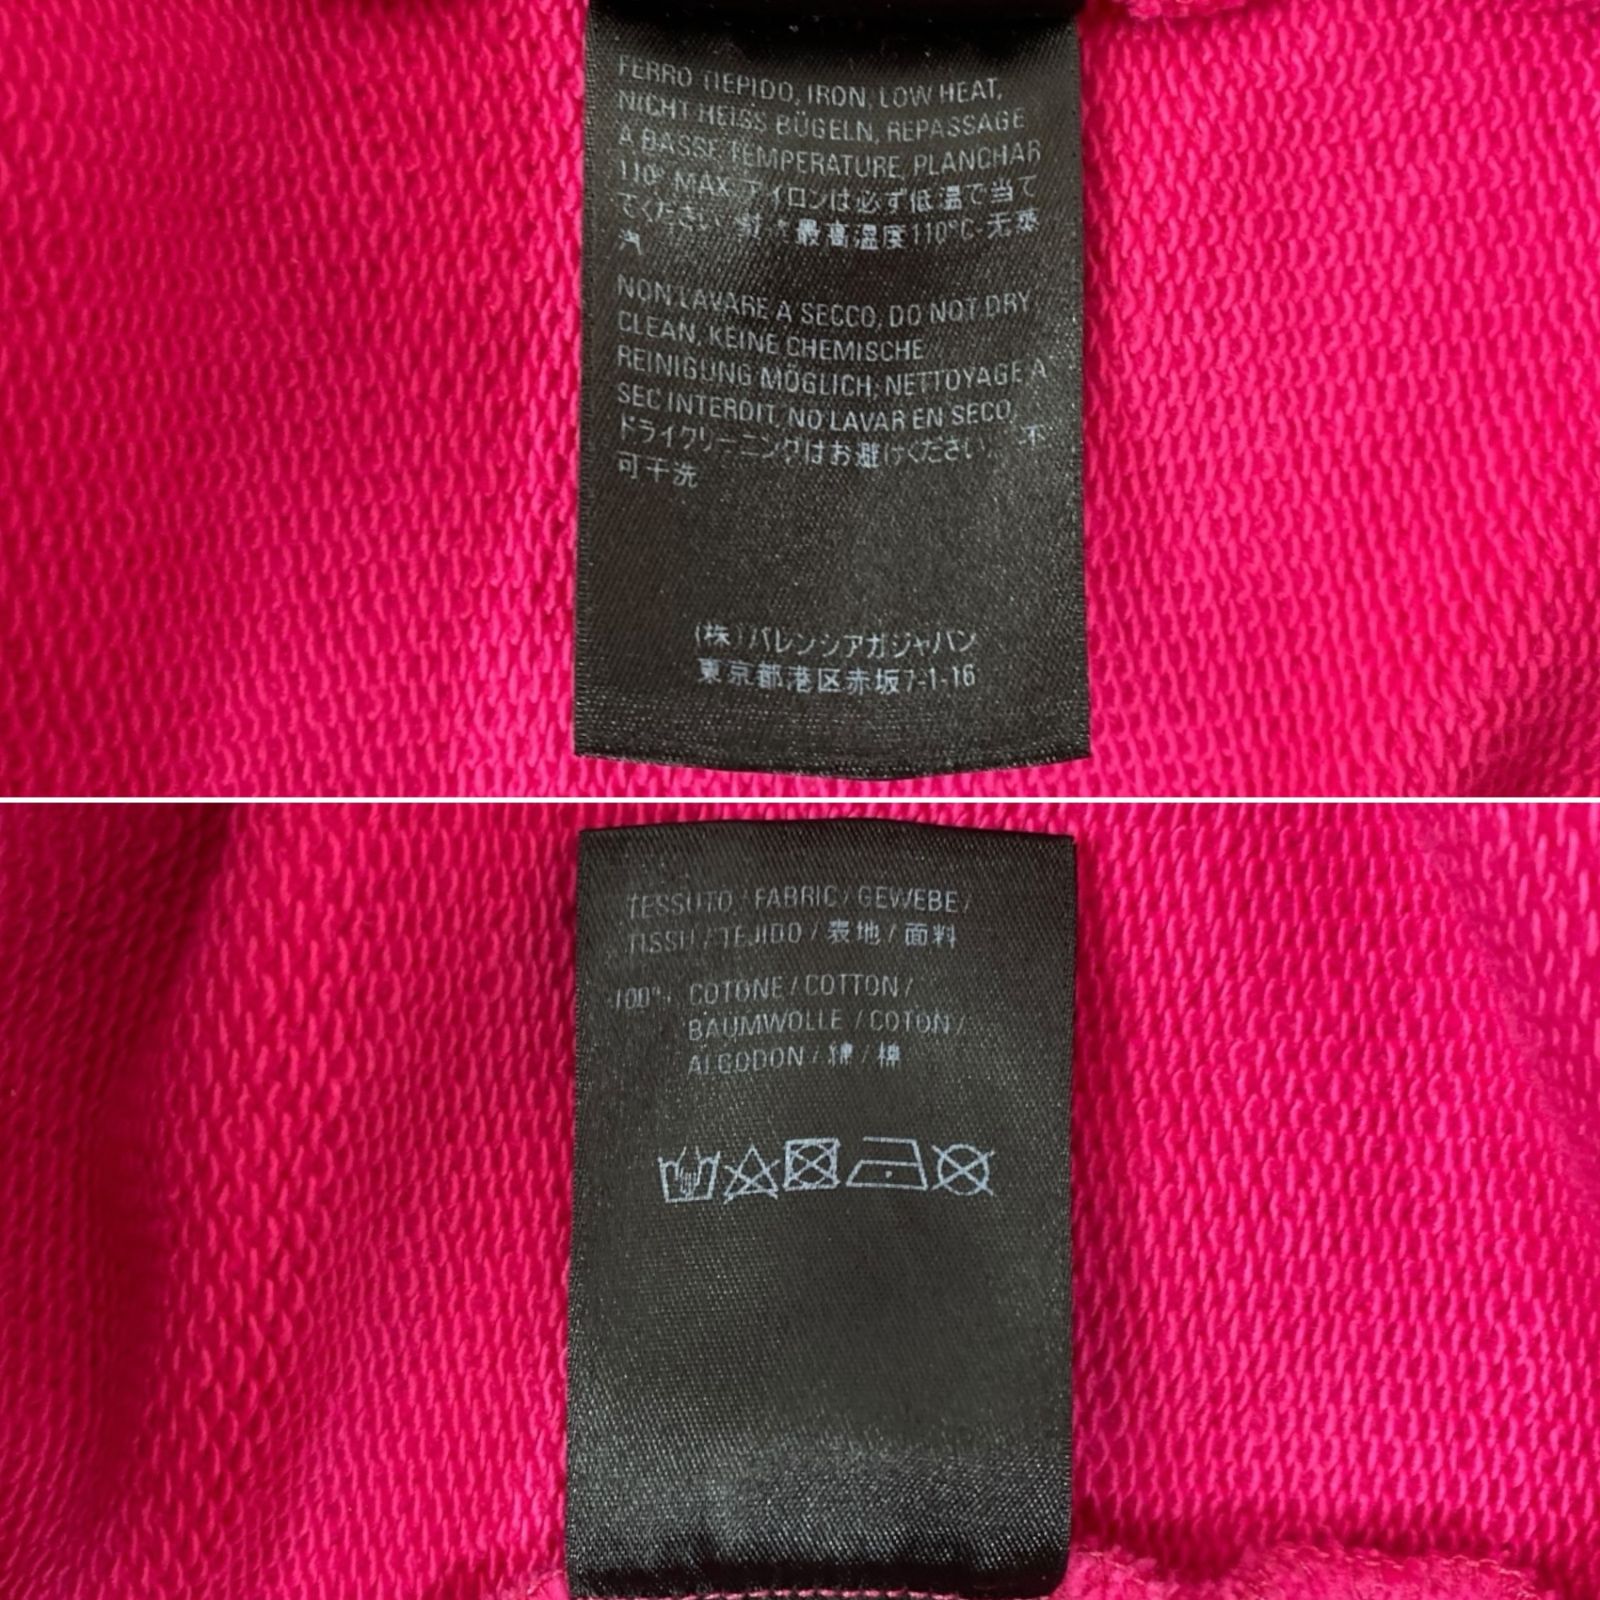 FERRO TIEPIDO, IRON, LOW HEAT,
NICHT HEISS BÜGELN, REPASSAGE
A BASSE TEMPERATURE, PLANCHAR
110° MAX, アイロンは必ず低温で当て
てください 最高温度110°C-无蒸
汽
NON LAVARE A SECCO, DO NOT DRY
CLEAN, KEINE CHEMISCHE
REINIGUNG MÖGLICH, NETTOYAGE A
SEC INTERDIT, NO LAVAR EN SECO,
ドライクリーニングはお避けください 不
可干洗
(株)バレンシアガジャパン
東京都港区赤坂7-1-16
TESSUTO / FABRIC / GEWEBE /
TISSU / TEJIDO / 表地 / 面料
100% COTONE / COTTON /
BAUMWOLLE / COTON /
ALGODON / 綿 / 棉